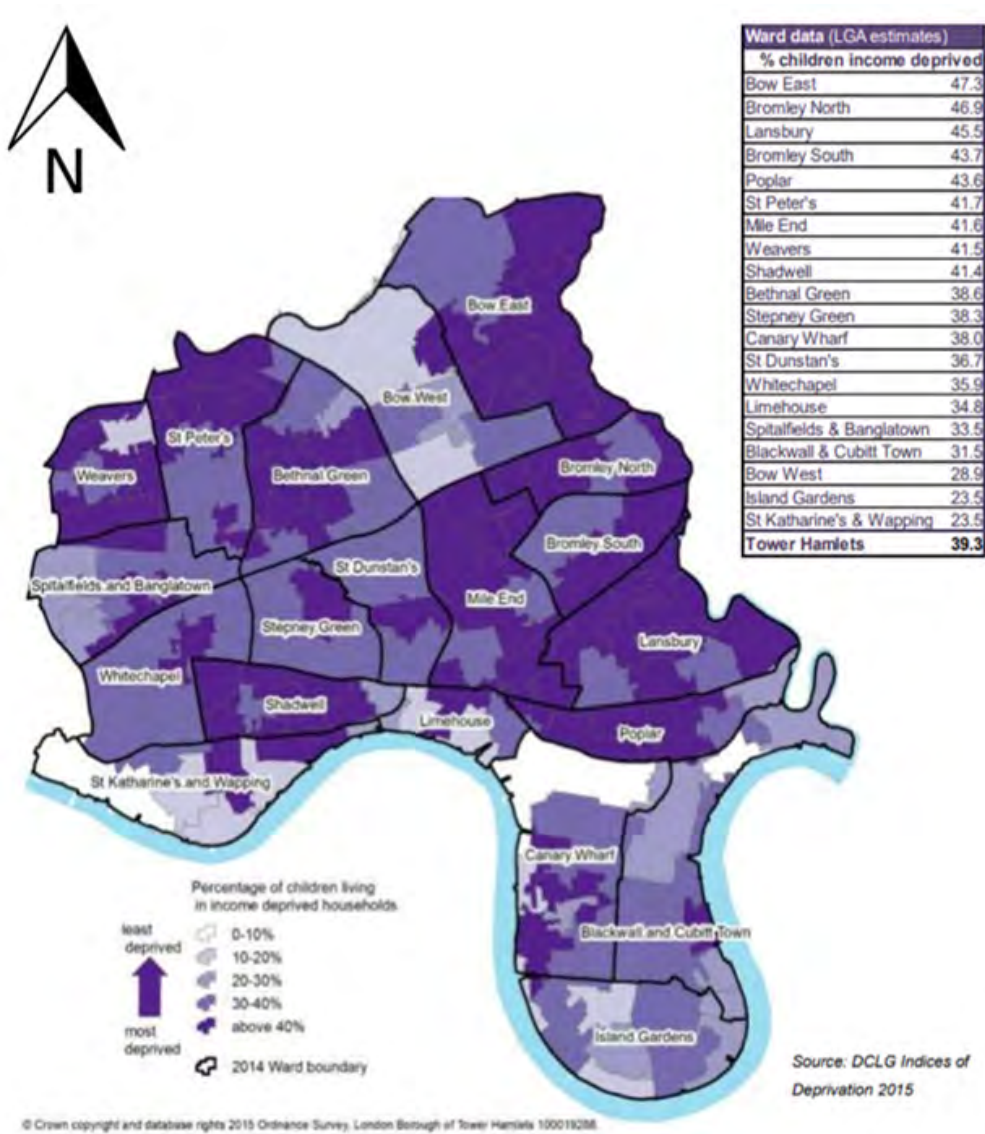 N
Ward data (LGA estimates)
% children income deprived
Bow East 47.3
Bromley North 46.9
Lansbury 45.5
Bromley South 43.7
Poplar 43.6
St Peter's 41.7
Mile End 41.6
Weavers 41.5
Shadwell 41.4
Bethnal Green 38.6
Stepney Green 38.3
Canary Wharf 38.0
St Dunstan's 36.7
Whitechapel 35.9
Limehouse 34.8
Spitalfields & Banglatown 33.5
Blackwall & Cubitt Town 31.5
Bow West 28.9
Island Gardens 23.5
St Katharine's & Wapping 23.5
Tower Hamlets 39.3
Bow East
Bow West
St Peter's
Weavers
Bethnal Green
Bromley North
Bromley South
St Dunstan's
Spitalfields and Banglatown
Mile End
Stepney Green
Lansbury
Whitechapel
Shadwell
Limehouse
Poplar
St Katharine's and Wapping
Canary Wharf
Blackwall and Cubitt Town
Island Gardens
Percentage of children living
in income deprived households
least
deprived
most
deprived
0-10%
10-20%
20-30%
30-40%
above 40%
2014 Ward boundary
Source: DCLG Indices of
Deprivation 2015
© Crown copyright and database rights 2015 Ordnance Survey, London Borough of Tower Hamlets 100019288.